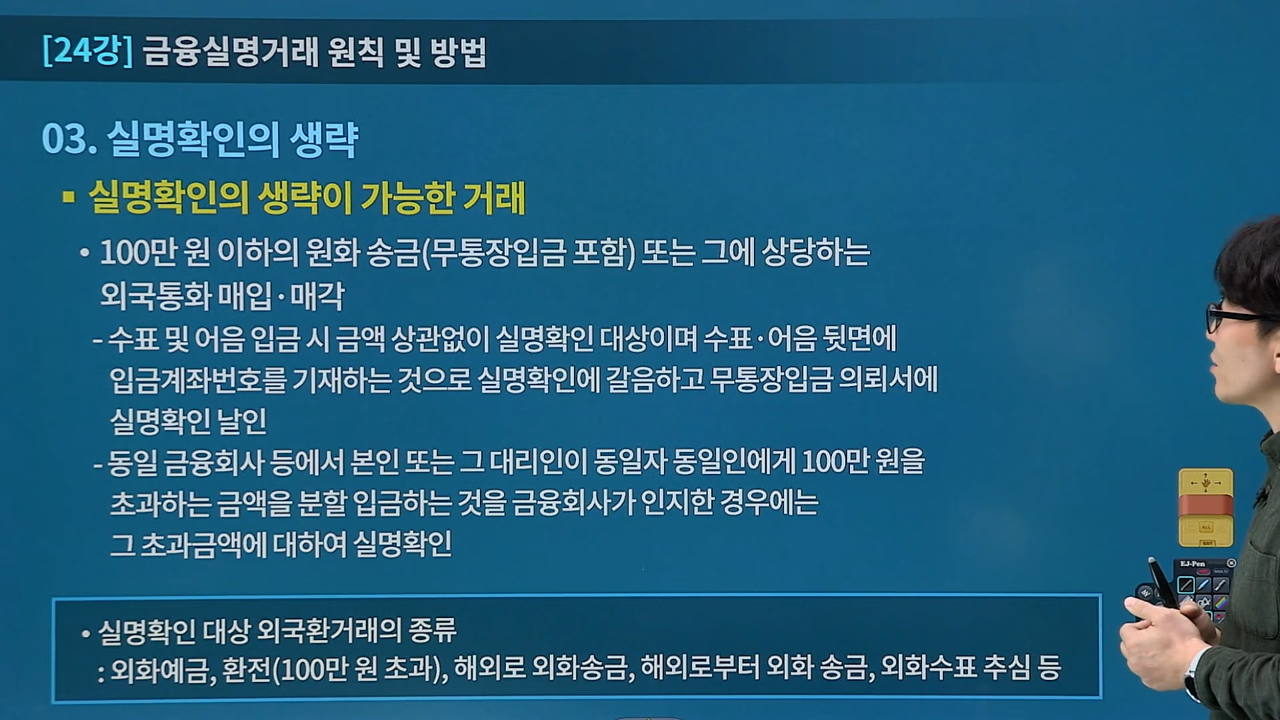 [24강] 금융실명거래 원칙 및 방법
03. 실명확인의 생략
▪ 실명확인의 생략이 가능한 거래
• 100만 원 이하의 원화 송금(무통장입금 포함) 또는 그에 상당하는
외국통화 매입·매각
- 수표 및 어음 입금 시 금액 상관없이 실명확인 대상이며 수표·어음 뒷면에
입금계좌번호를 기재하는 것으로 실명확인에 갈음하고 무통장입금 의뢰서에
실명확인 날인
- 동일 금융회사 등에서 본인 또는 그 대리인이 동일자 동일인에게 100만 원을
초과하는 금액을 분할 입금하는 것을 금융회사가 인지한 경우에는
그 초과금액에 대하여 실명확인
ALL
EJ-Pen
• 실명확인 대상 외국환거래의 종류
: 외화예금, 환전(100만 원 초과), 해외로 외화송금, 해외로부터 외화 송금, 외화수표 추심 등